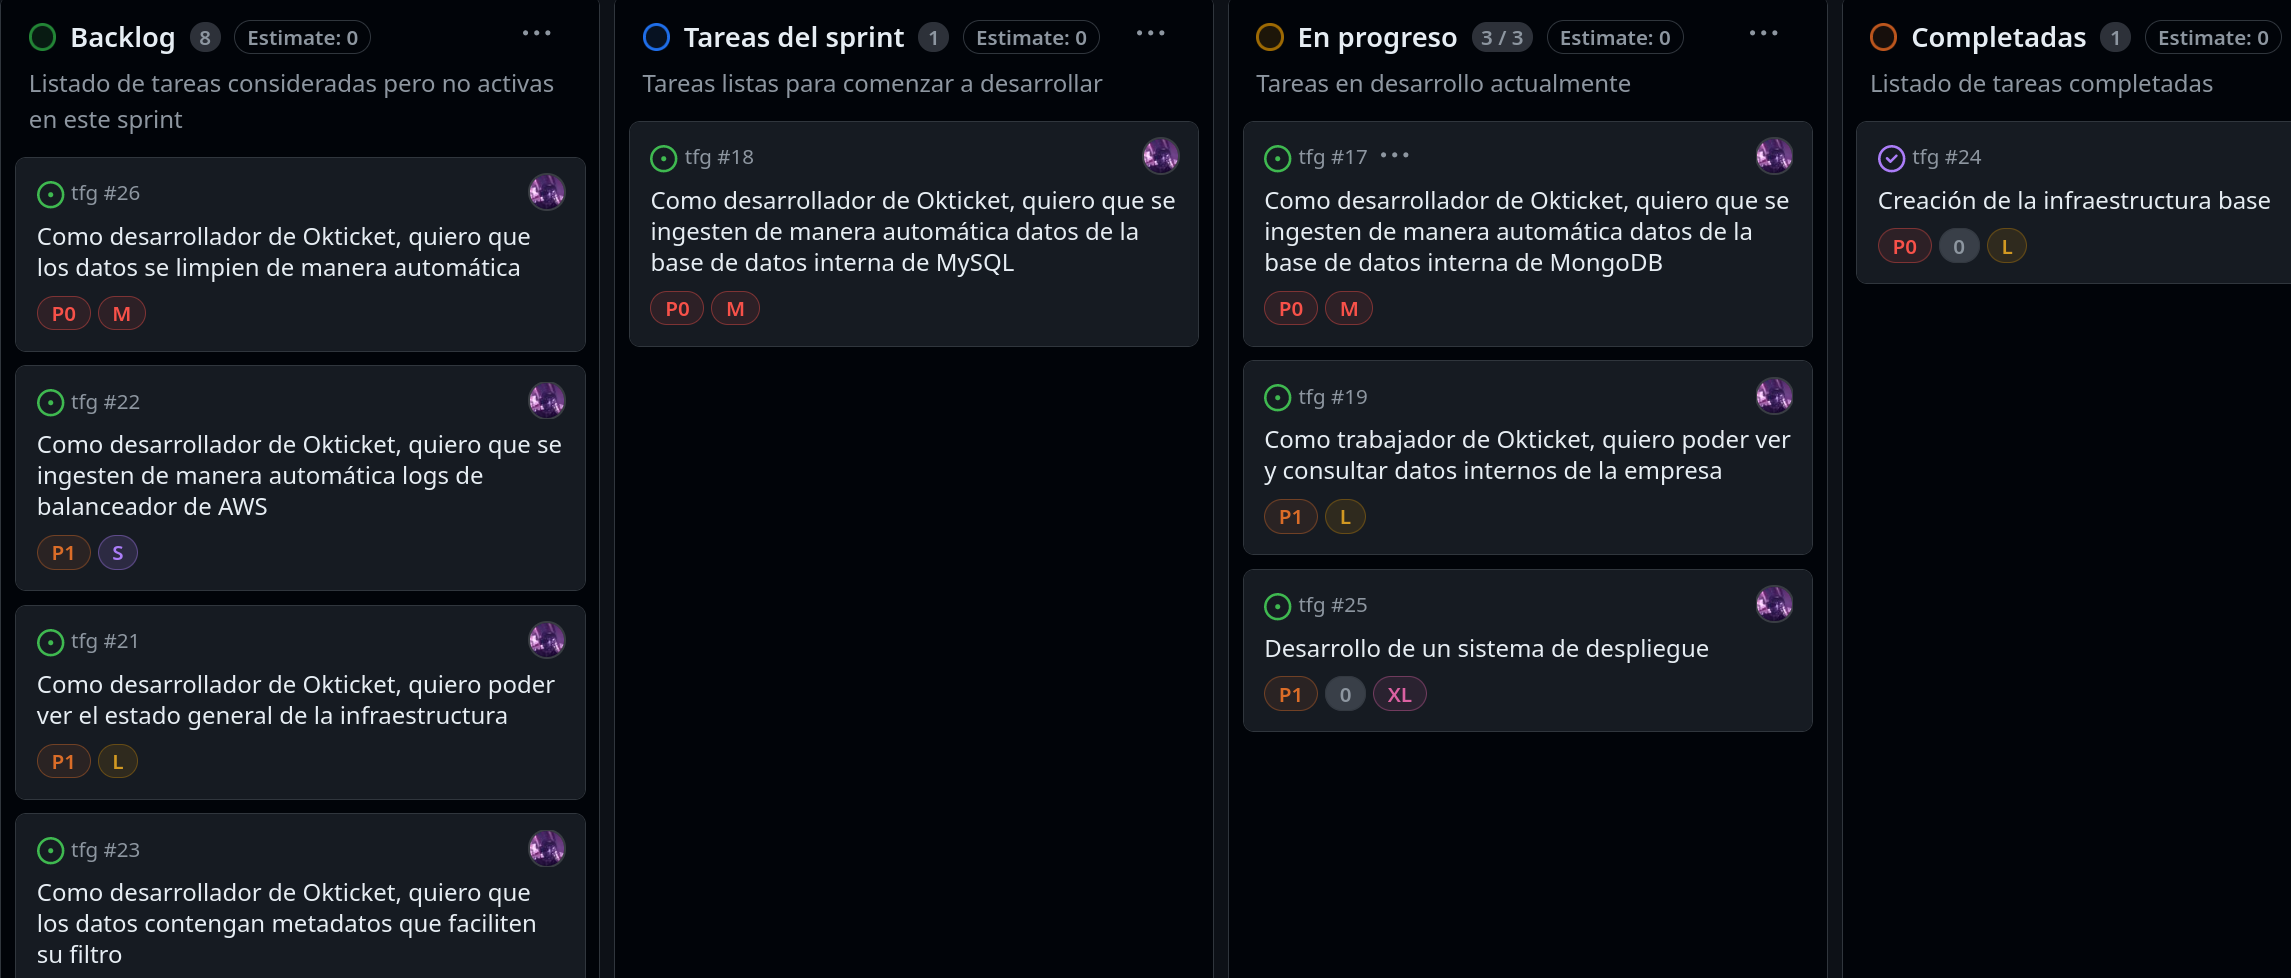 Backlog 8 Estimate: 0 ...
Listado de tareas consideradas pero no activas
en este sprint
tfg #26
Como desarrollador de Okticket, quiero que
los datos se limpien de manera automática
P0 M
tfg #22
Como desarrollador de Okticket, quiero que se
ingesten de manera automática logs de
balanceador de AWS
P1 S
tfg #21
Como desarrollador de Okticket, quiero poder
ver el estado general de la infraestructura
P1 L
tfg #23
Como desarrollador de Okticket, quiero que
los datos contengan metadatos que faciliten
su filtro
Tareas del sprint 1 Estimate: 0 ...
Tareas listas para comenzar a desarrollar
tfg #18
Como desarrollador de Okticket, quiero que se
ingesten de manera automática datos de la
base de datos interna de MySQL
P0 M
En progreso 3 / 3 Estimate: 0 ...
Tareas en desarrollo actualmente
tfg #17 ...
Como desarrollador de Okticket, quiero que se
ingesten de manera automática datos de la
base de datos interna de MongoDB
P0 M
tfg #19
Como trabajador de Okticket, quiero poder ver
y consultar datos internos de la empresa
P1 L
tfg #25
Desarrollo de un sistema de despliegue
P1 0 XL
Completadas 1 Estimate: 0
Listado de tareas completadas
tfg #24
Creación de la infraestructura base
P0 0 L